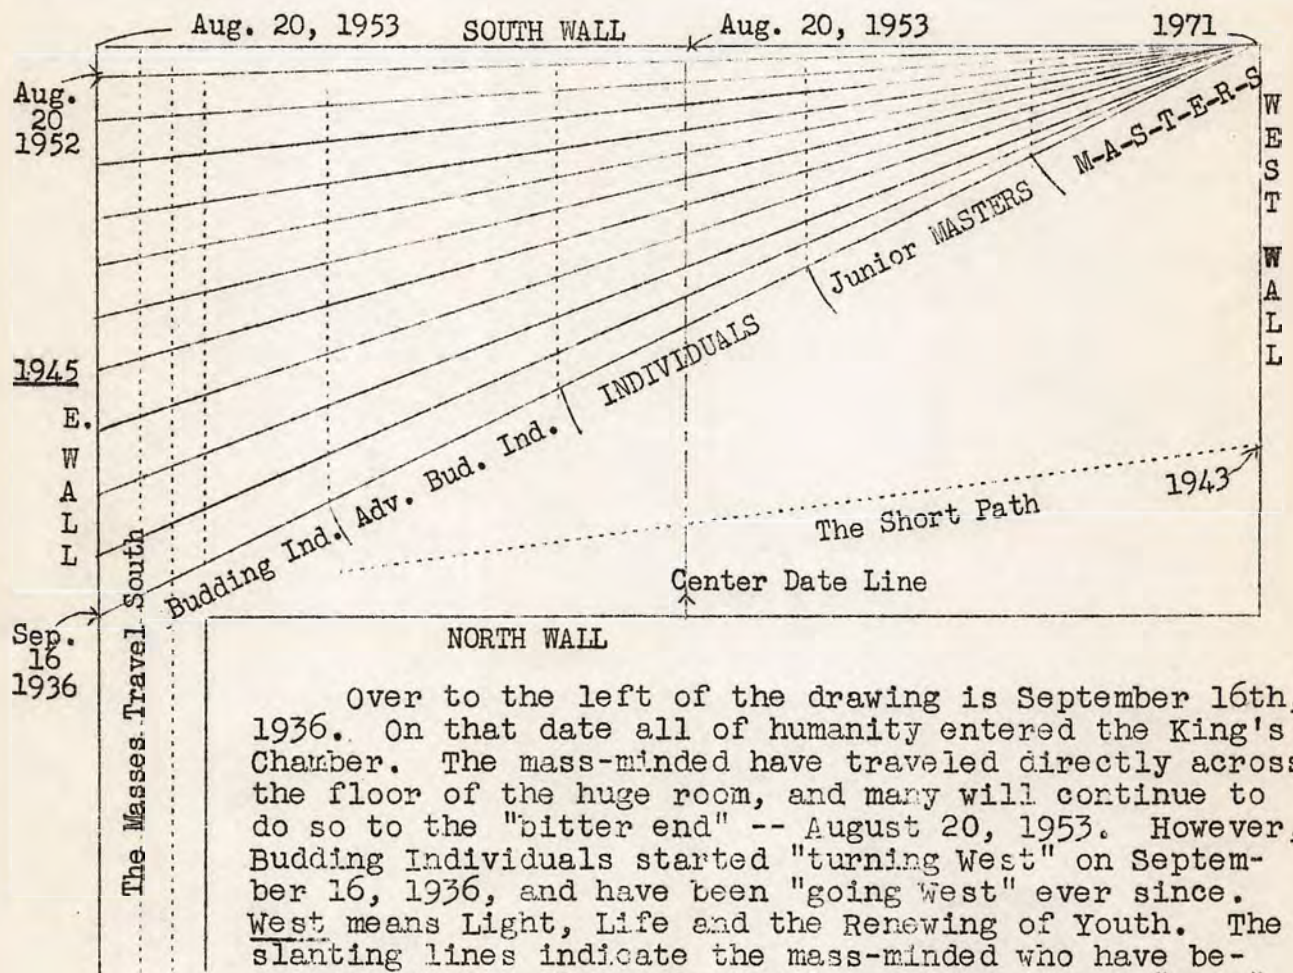 Aug. 20, 1953
SOUTH WALL
Aug. 20, 1953
1971
Aug.
20
1952
WEST WALL
M-A-S-T-E-R-S
Junior MASTERS
INDIVIDUALS
1945
E. WALL
Adv. Bud. Ind.
Budding Ind.
1943
The Short Path
Center Date Line
The Masses Travel South
Sep.
16
1936
NORTH WALL
Over to the left of the drawing is September 16th,
1936. On that date all of humanity entered the King's
Chamber. The mass-minded have traveled directly across
the floor of the huge room, and many will continue to
do so to the "bitter end" -- August 20, 1953. However,
Budding Individuals started "turning West" on Septem-
ber 16, 1936, and have been "going West" ever since.
West means Light, Life and the Renewing of Youth. The
slanting lines indicate the mass-minded who have be-